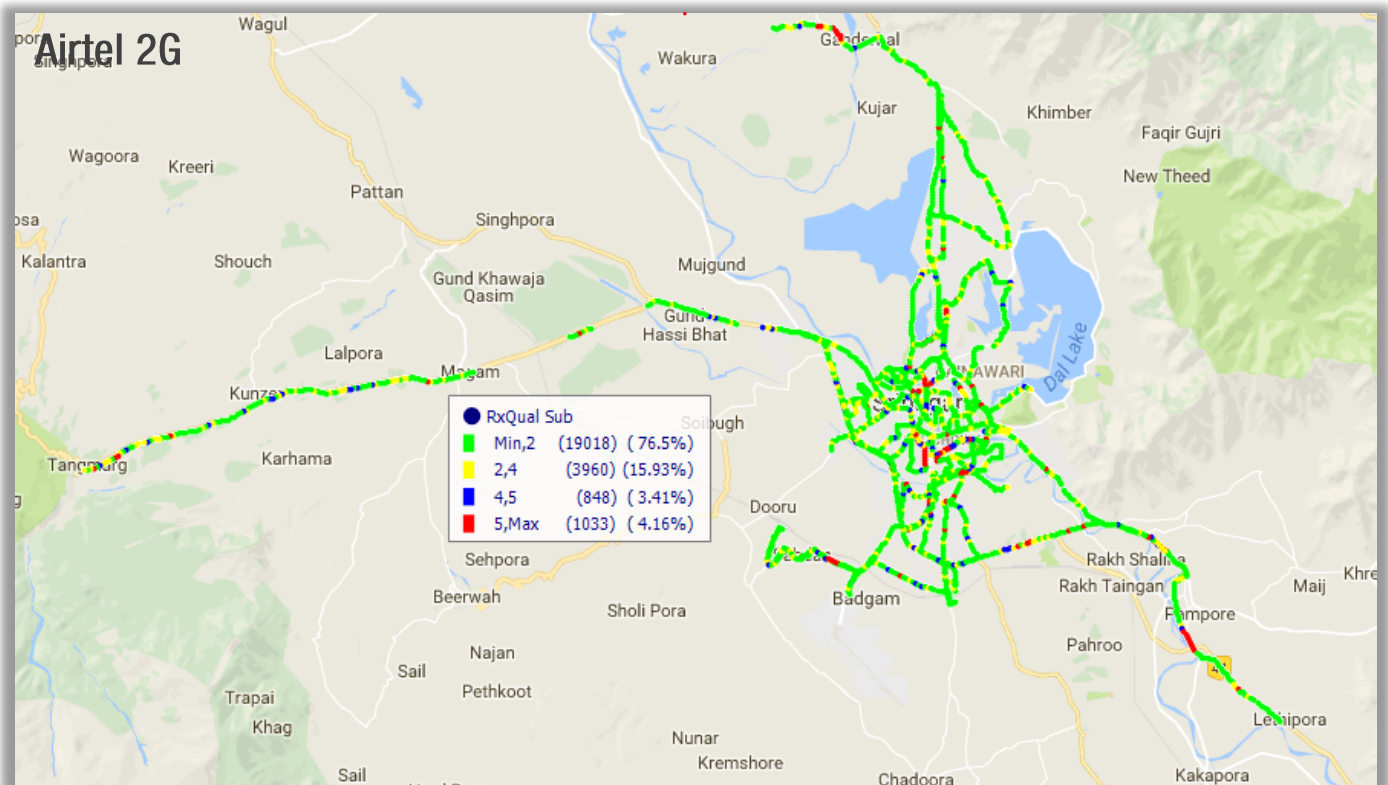 Airtel 2G
Wagul
Singhpora
Wakura
Kujar
Khimber
Faqir Gujri
New Theed
Wagoora
Kreeri
Pattan
Singhpora
Kalantra
Shouch
Gund Khawaja
Qasim
Mujgund
Hassi Bhat
Lalpora
Magam
Dal Lake
Soibugh
Tangmarg
Karhama
RxQual Sub
Min,2 (19018) ( 76.5%)
2,4 (3960) (15.93%)
4,5 (848) ( 3.41%)
5,Max (1033) ( 4.16%)
Dooru
Sehpora
Beerwah
Sholi Pora
Badgam
Rakh Shalina
Rakh Taingan
Maij
Khre
Pampore
Pahroo
Najan
Sail
Pethkoot
Trapai
Khag
Lethipora
Nunar
Kremshore
Sail
Chadoora
Kakapora